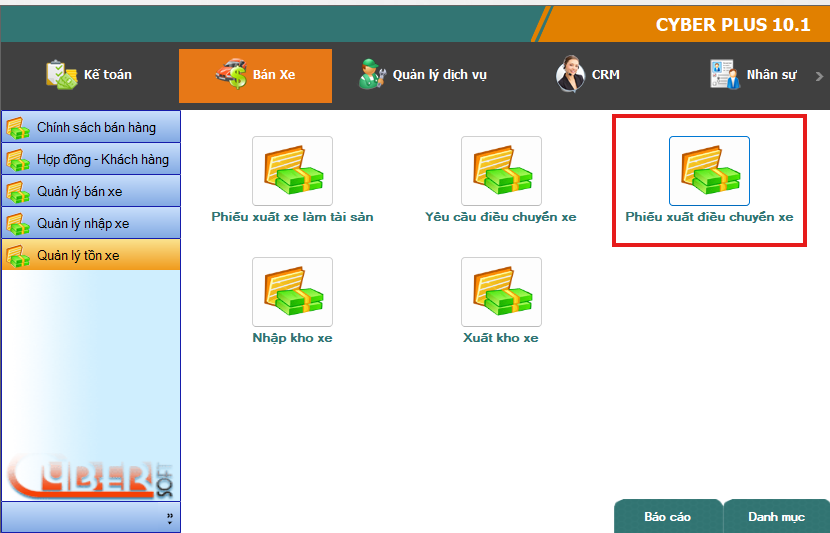 CYBER PLUS 10.1
Kế toán
Bán Xe
Quản lý dịch vụ
CRM
Nhân sự
Chính sách bán hàng
Hợp đồng - Khách hàng
Quản lý bán xe
Quản lý nhập xe
Quản lý tồn xe
Phiếu xuất xe làm tài sản
Yêu cầu điều chuyển xe
Phiếu xuất điều chuyển xe
Nhập kho xe
Xuất kho xe
CYBER SOFT
Báo cáo
Danh mục